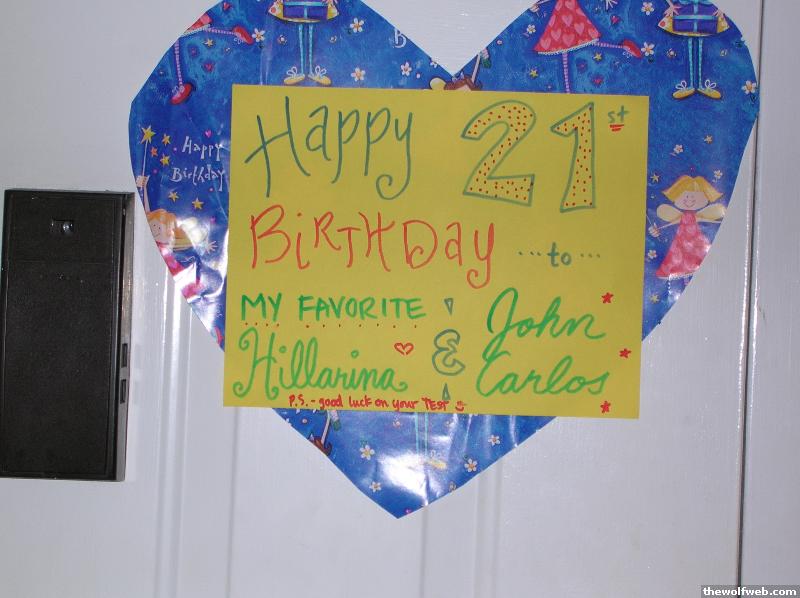 Happy 21st
BiRTHDay ...to...
MY FAVORITE
Hillarina & John Carlos
P.S. - good luck on your TEST
Happy
Birthday
thewolfweb.com